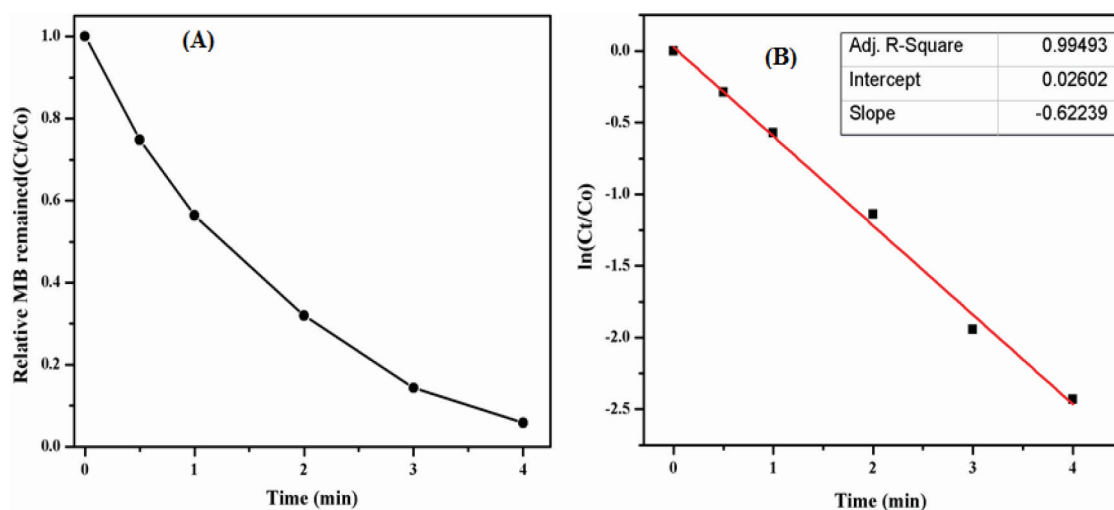 (A)
Relative MB remained(Ct/Co)
1.0
0.8
0.6
0.4
0.2
0.0
0 1 2 3 4
Time (min)
(B)
Adj. R-Square 0.99493
Intercept 0.02602
Slope -0.62239
ln(Ct/Co)
0.0
-0.5
-1.0
-1.5
-2.0
-2.5
0 1 2 3 4
Time (min)